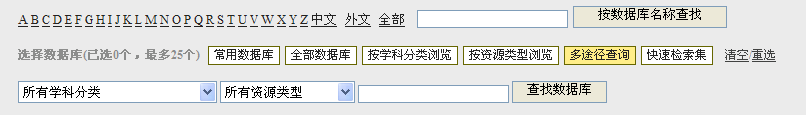 A B C D E F G H I J K L M N O P Q R S T U V W X Y Z 中文 外文 全部 按数据库名称查找
选择数据库(已选0个，最多25个) 常用数据库 全部数据库 按学科分类浏览 按资源类型浏览 多途径查询 快速检索集 清空/重选
所有学科分类 所有资源类型 查找数据库